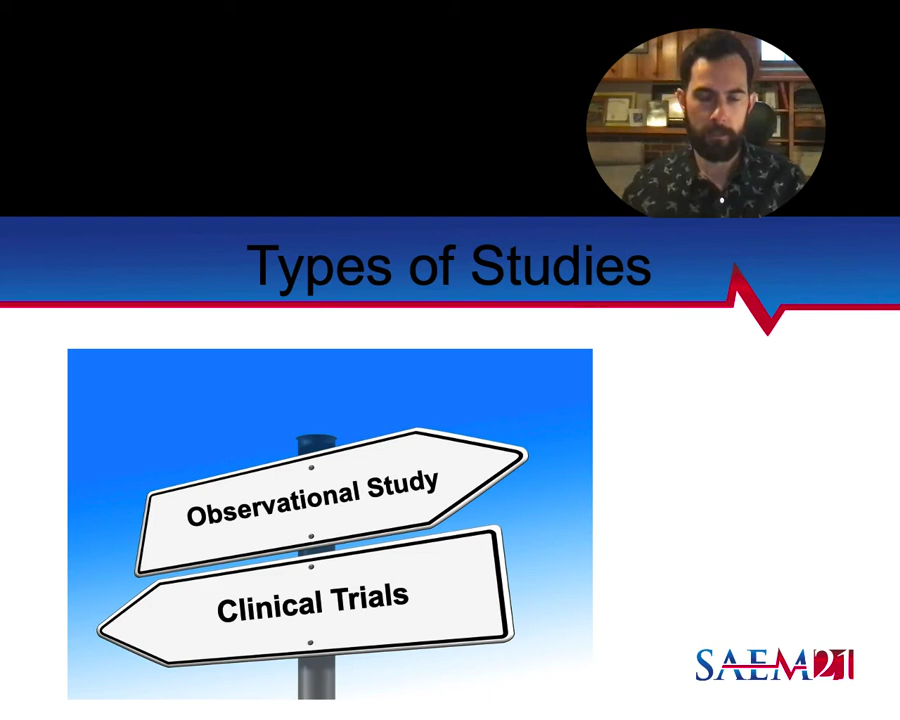 Types of Studies
Observational Study
Clinical Trials
SAEM21